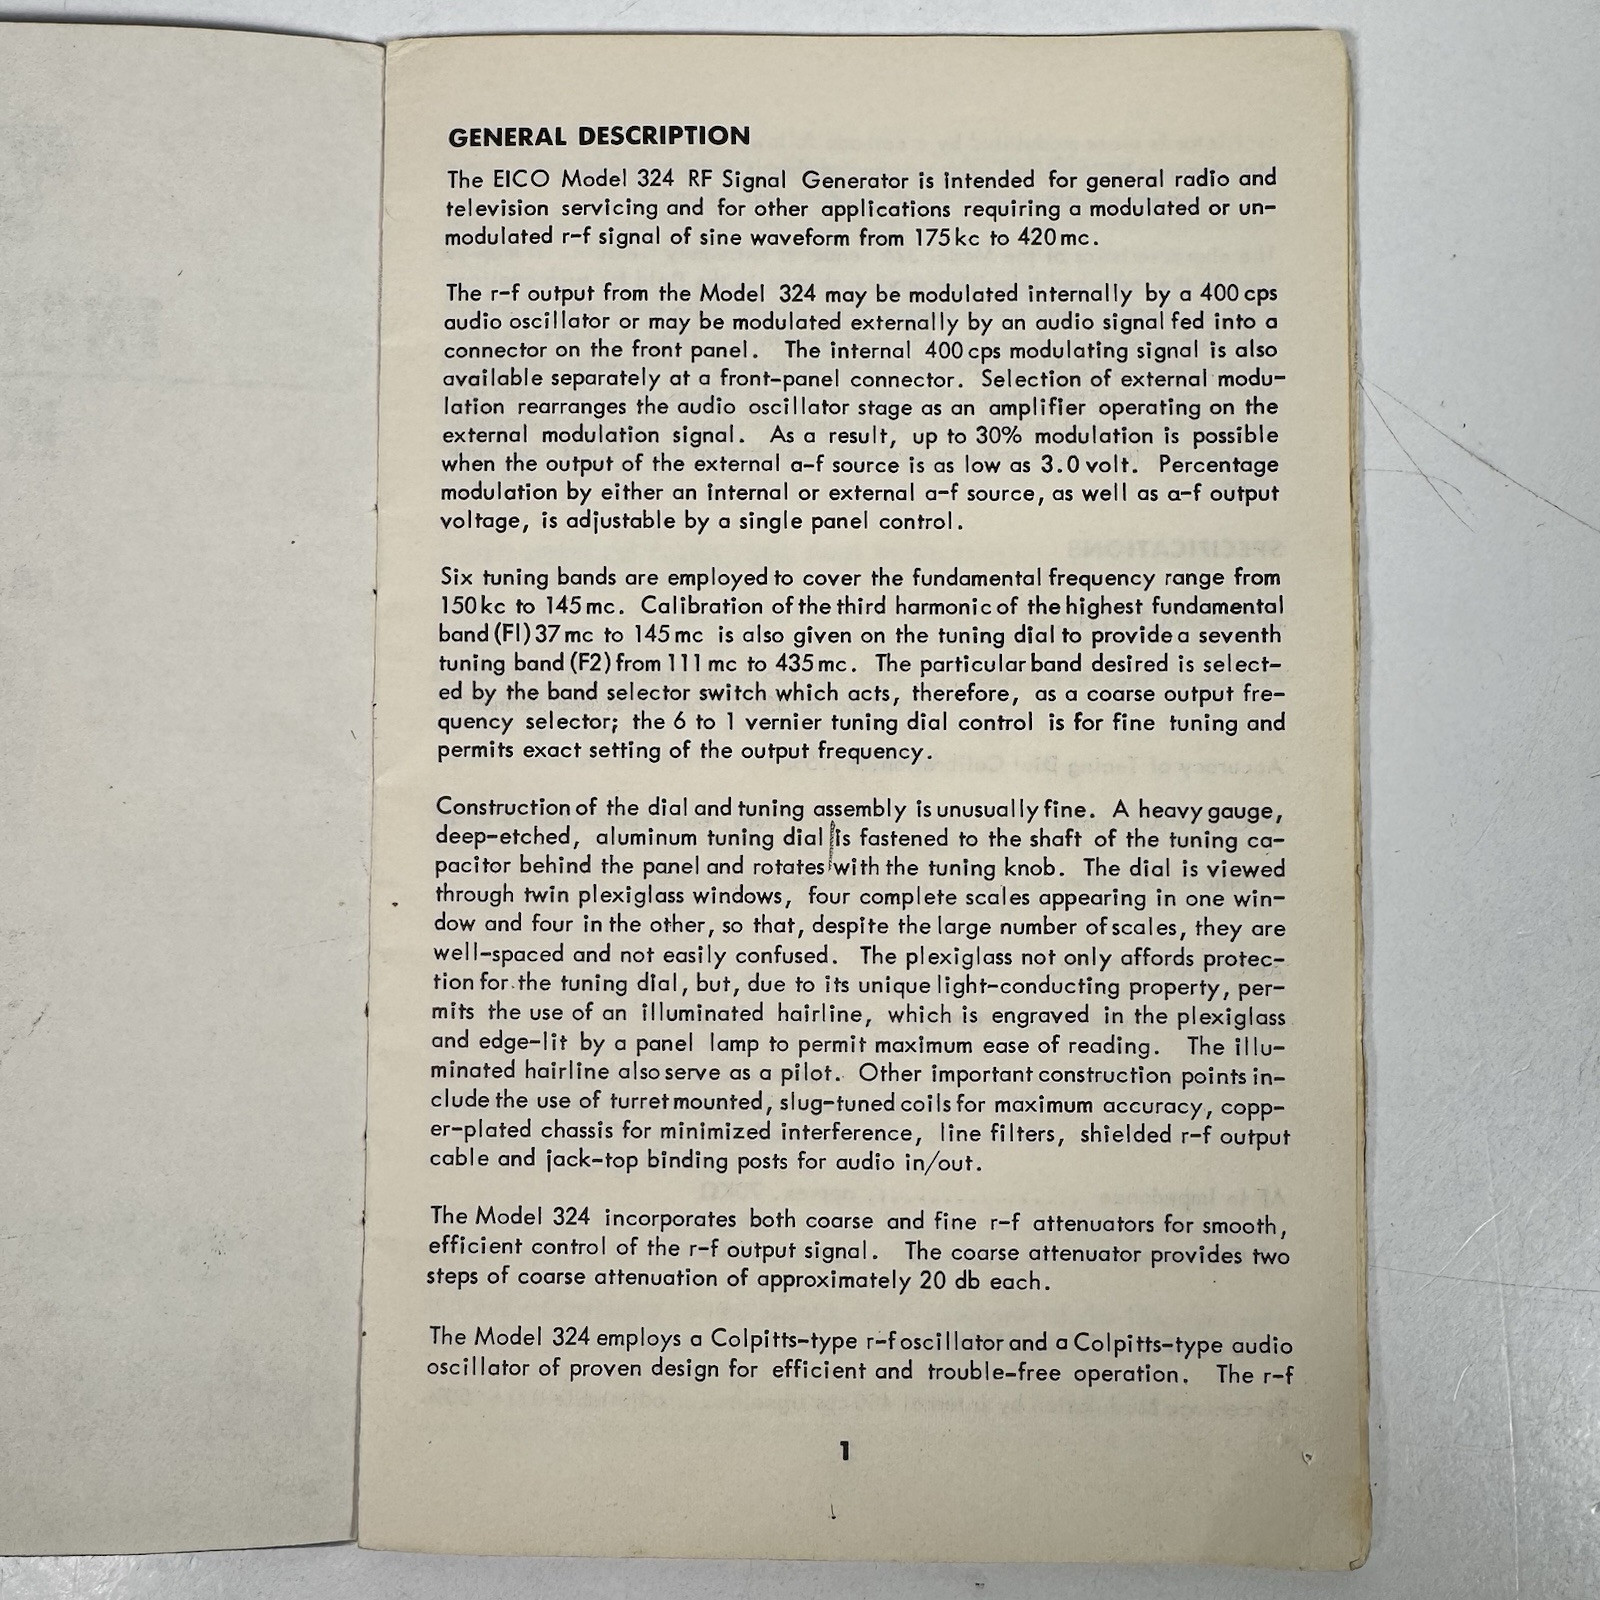 GENERAL DESCRIPTION
The EICO Model 324 RF Signal Generator is intended for general radio and
television servicing and for other applications requiring a modulated or un-
modulated r-f signal of sine waveform from 175kc to 420mc.
The r-f output from the Model 324 may be modulated internally by a 400cps
audio oscillator or may be modulated externally by an audio signal fed into a
connector on the front panel. The internal 400cps modulating signal is also
available separately at a front-panel connector. Selection of external modu-
lation rearranges the audio oscillator stage as an amplifier operating on the
external modulation signal. As a result, up to 30% modulation is possible
when the output of the external a-f source is as low as 3.0volt. Percentage
modulation by either an internal or external a-f source, as well as a-f output
voltage, is adjustable by a single panel control.
Six tuning bands are employed to cover the fundamental frequency range from
150kc to 145mc. Calibration of the third harmonic of the highest fundamental
band (F1) 37mc to 145mc is also given on the tuning dial to provide a seventh
tuning band (F2) from 111mc to 435mc. The particular band desired is select-
ed by the band selector switch which acts, therefore, as a coarse output fre-
quency selector; the 6 to 1 vernier tuning dial control is for fine tuning and
permits exact setting of the output frequency.
Construction of the dial and tuning assembly is unusually fine. A heavy gauge,
deep-etched, aluminum tuning dial is fastened to the shaft of the tuning ca-
pacitor behind the panel and rotates with the tuning knob. The dial is viewed
through twin plexiglass windows, four complete scales appearing in one win-
dow and four in the other, so that, despite the large number of scales, they are
well-spaced and not easily confused. The plexiglass not only affords protec-
tion for the tuning dial, but, due to its unique light-conducting property, per-
mits the use of an illuminated hairline, which is engraved in the plexiglass
and edge-lit by a panel lamp to permit maximum ease of reading. The illu-
minated hairline also serve as a pilot. Other important construction points in-
clude the use of turret mounted, slug-tuned coils for maximum accuracy, copp-
er-plated chassis for minimized interference, line filters, shielded r-f output
cable and jack-top binding posts for audio in/out.
The Model 324 incorporates both coarse and fine r-f attenuators for smooth,
efficient control of the r-f output signal. The coarse attenuator provides two
steps of coarse attenuation of approximately 20 db each.
The Model 324 employs a Colpitts-type r-f oscillator and a Colpitts-type audio
oscillator of proven design for efficient and trouble-free operation. The r-f
1